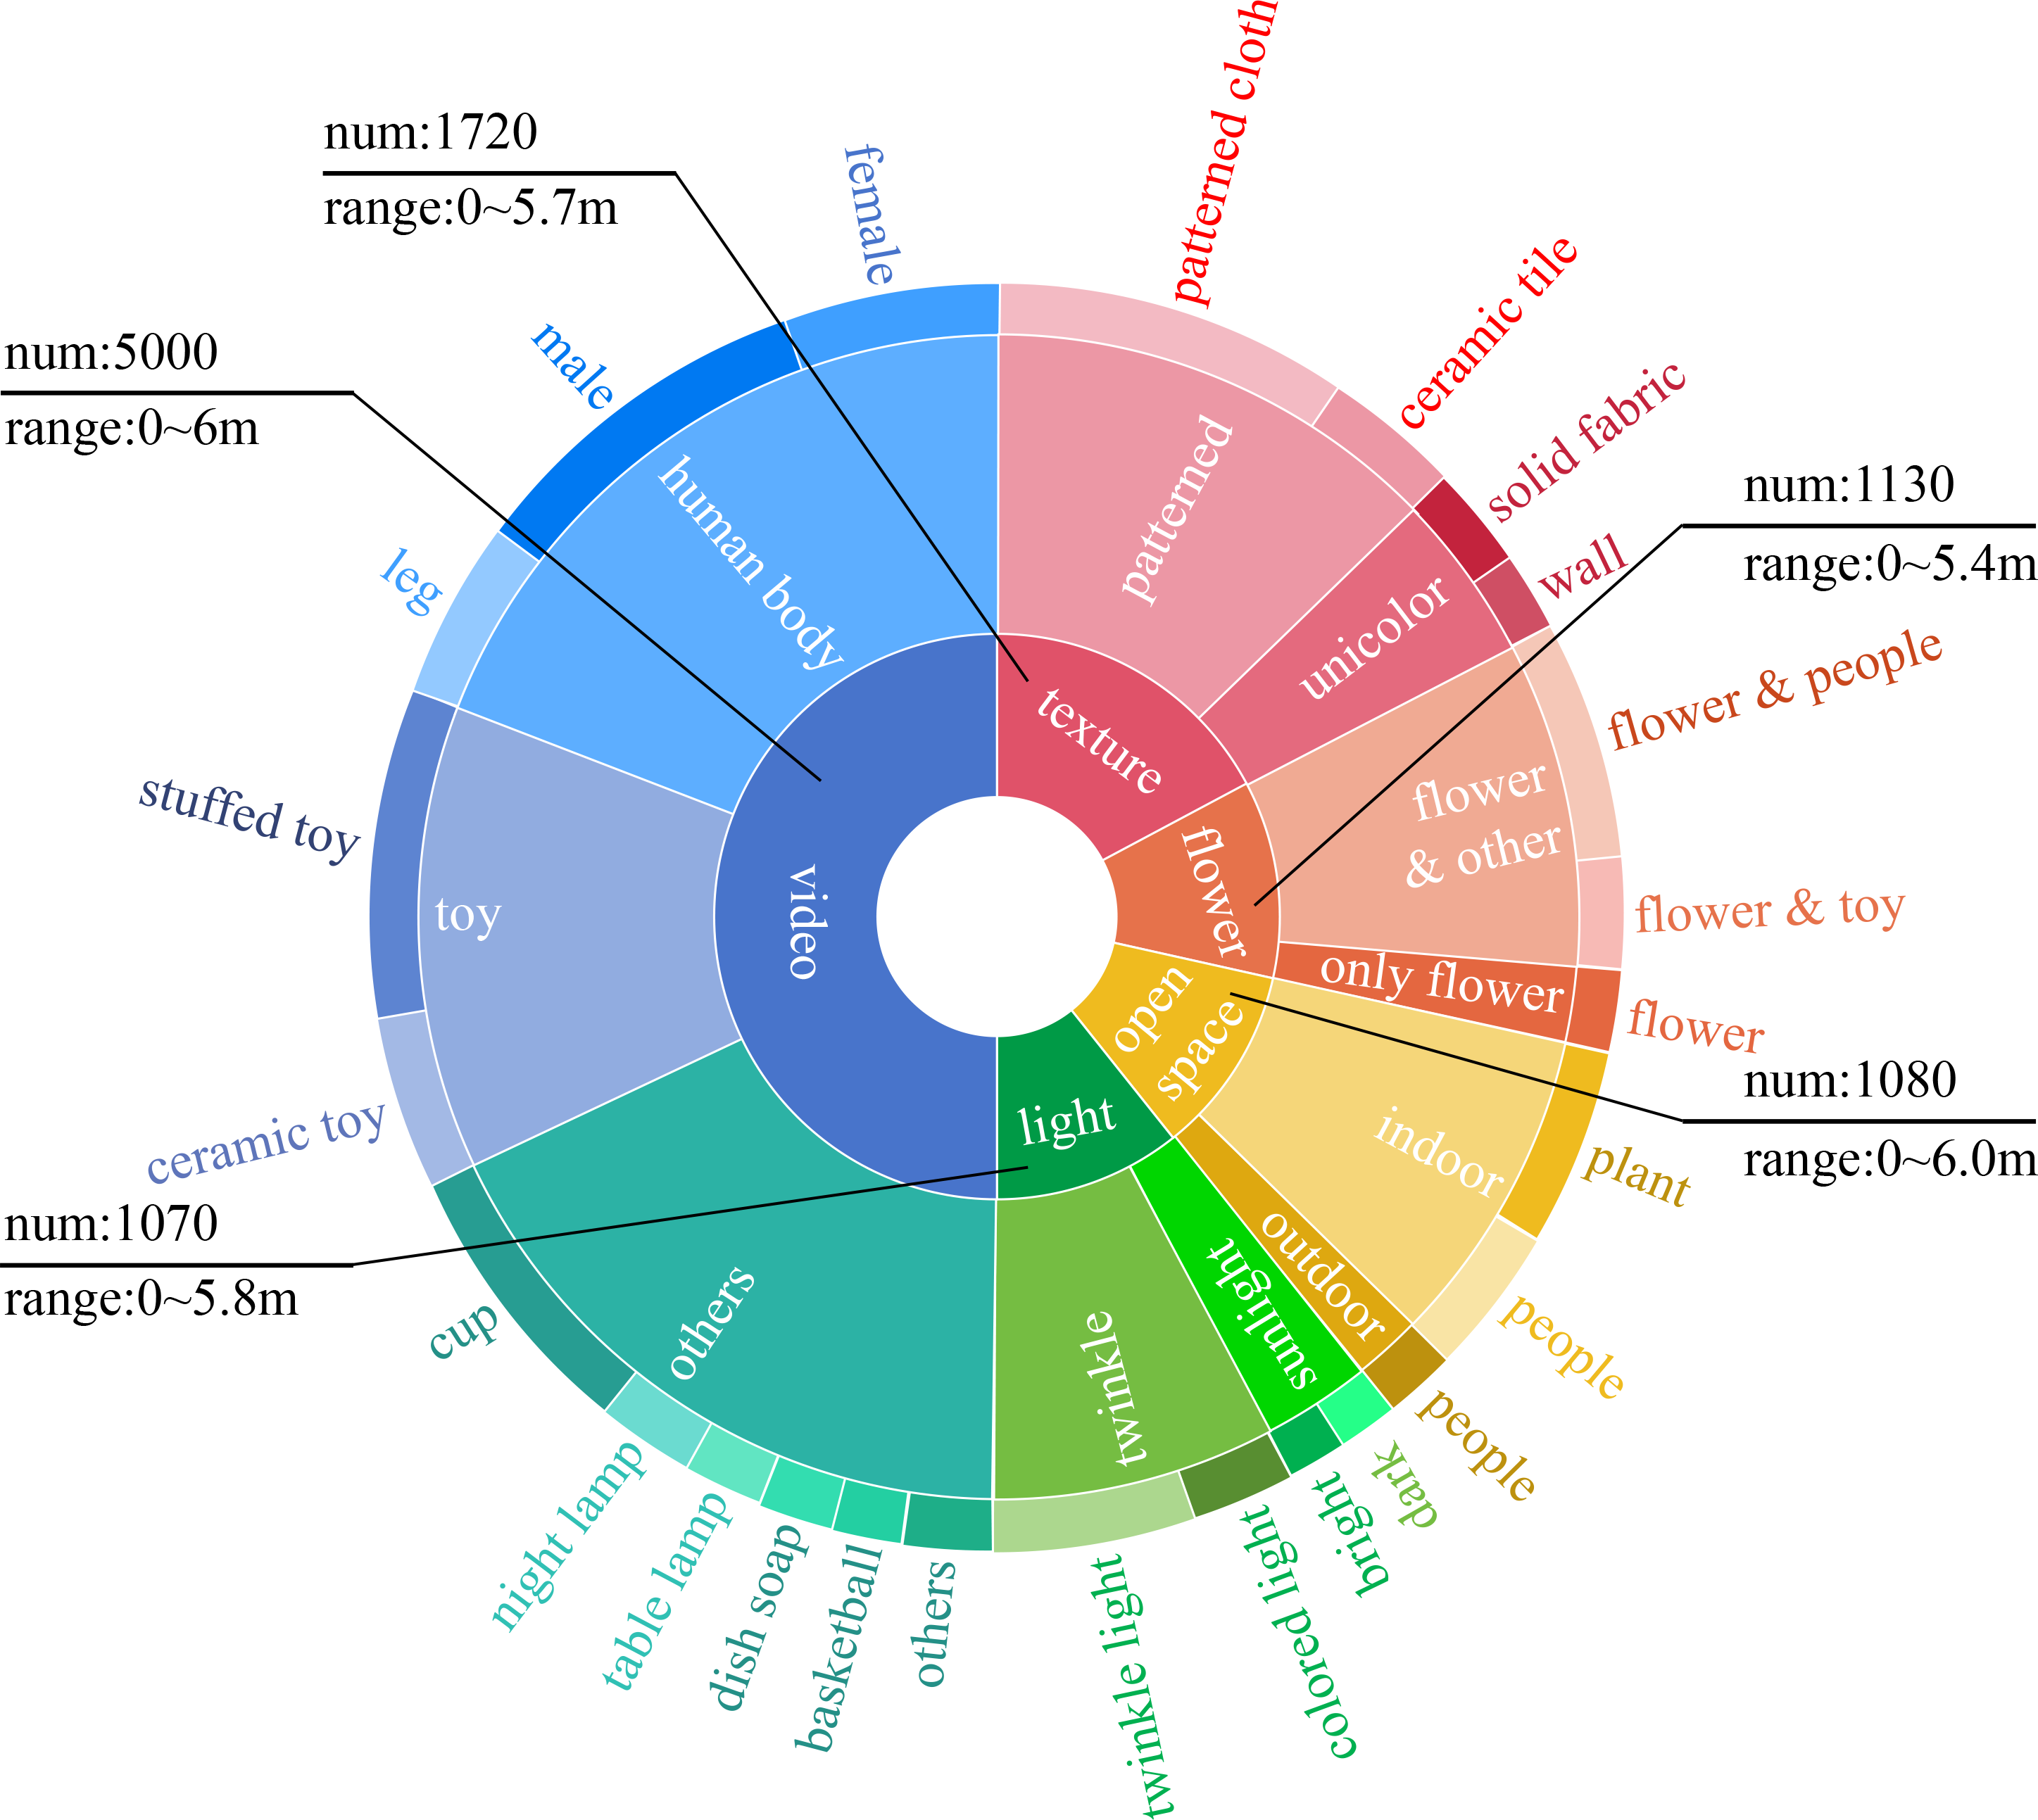 num:1720
range:0~5.7m
num:5000
range:0~6m
num:1130
range:0~5.4m
num:1080
range:0~6.0m
num:1070
range:0~5.8m
texture
flower
open
space
light
video
patterned
unicolor
flower
& other
only flower
indoor
outdoor
sunlight
twinkle
others
toy
human body
patterned cloth
ceramic tile
solid fabric
wall
flower & people
flower & toy
flower
plant
people
people
dark
bright
colored light
twinkle light
others
basketball
dish soap
table lamp
night lamp
cup
ceramic toy
stuffed toy
leg
male
female